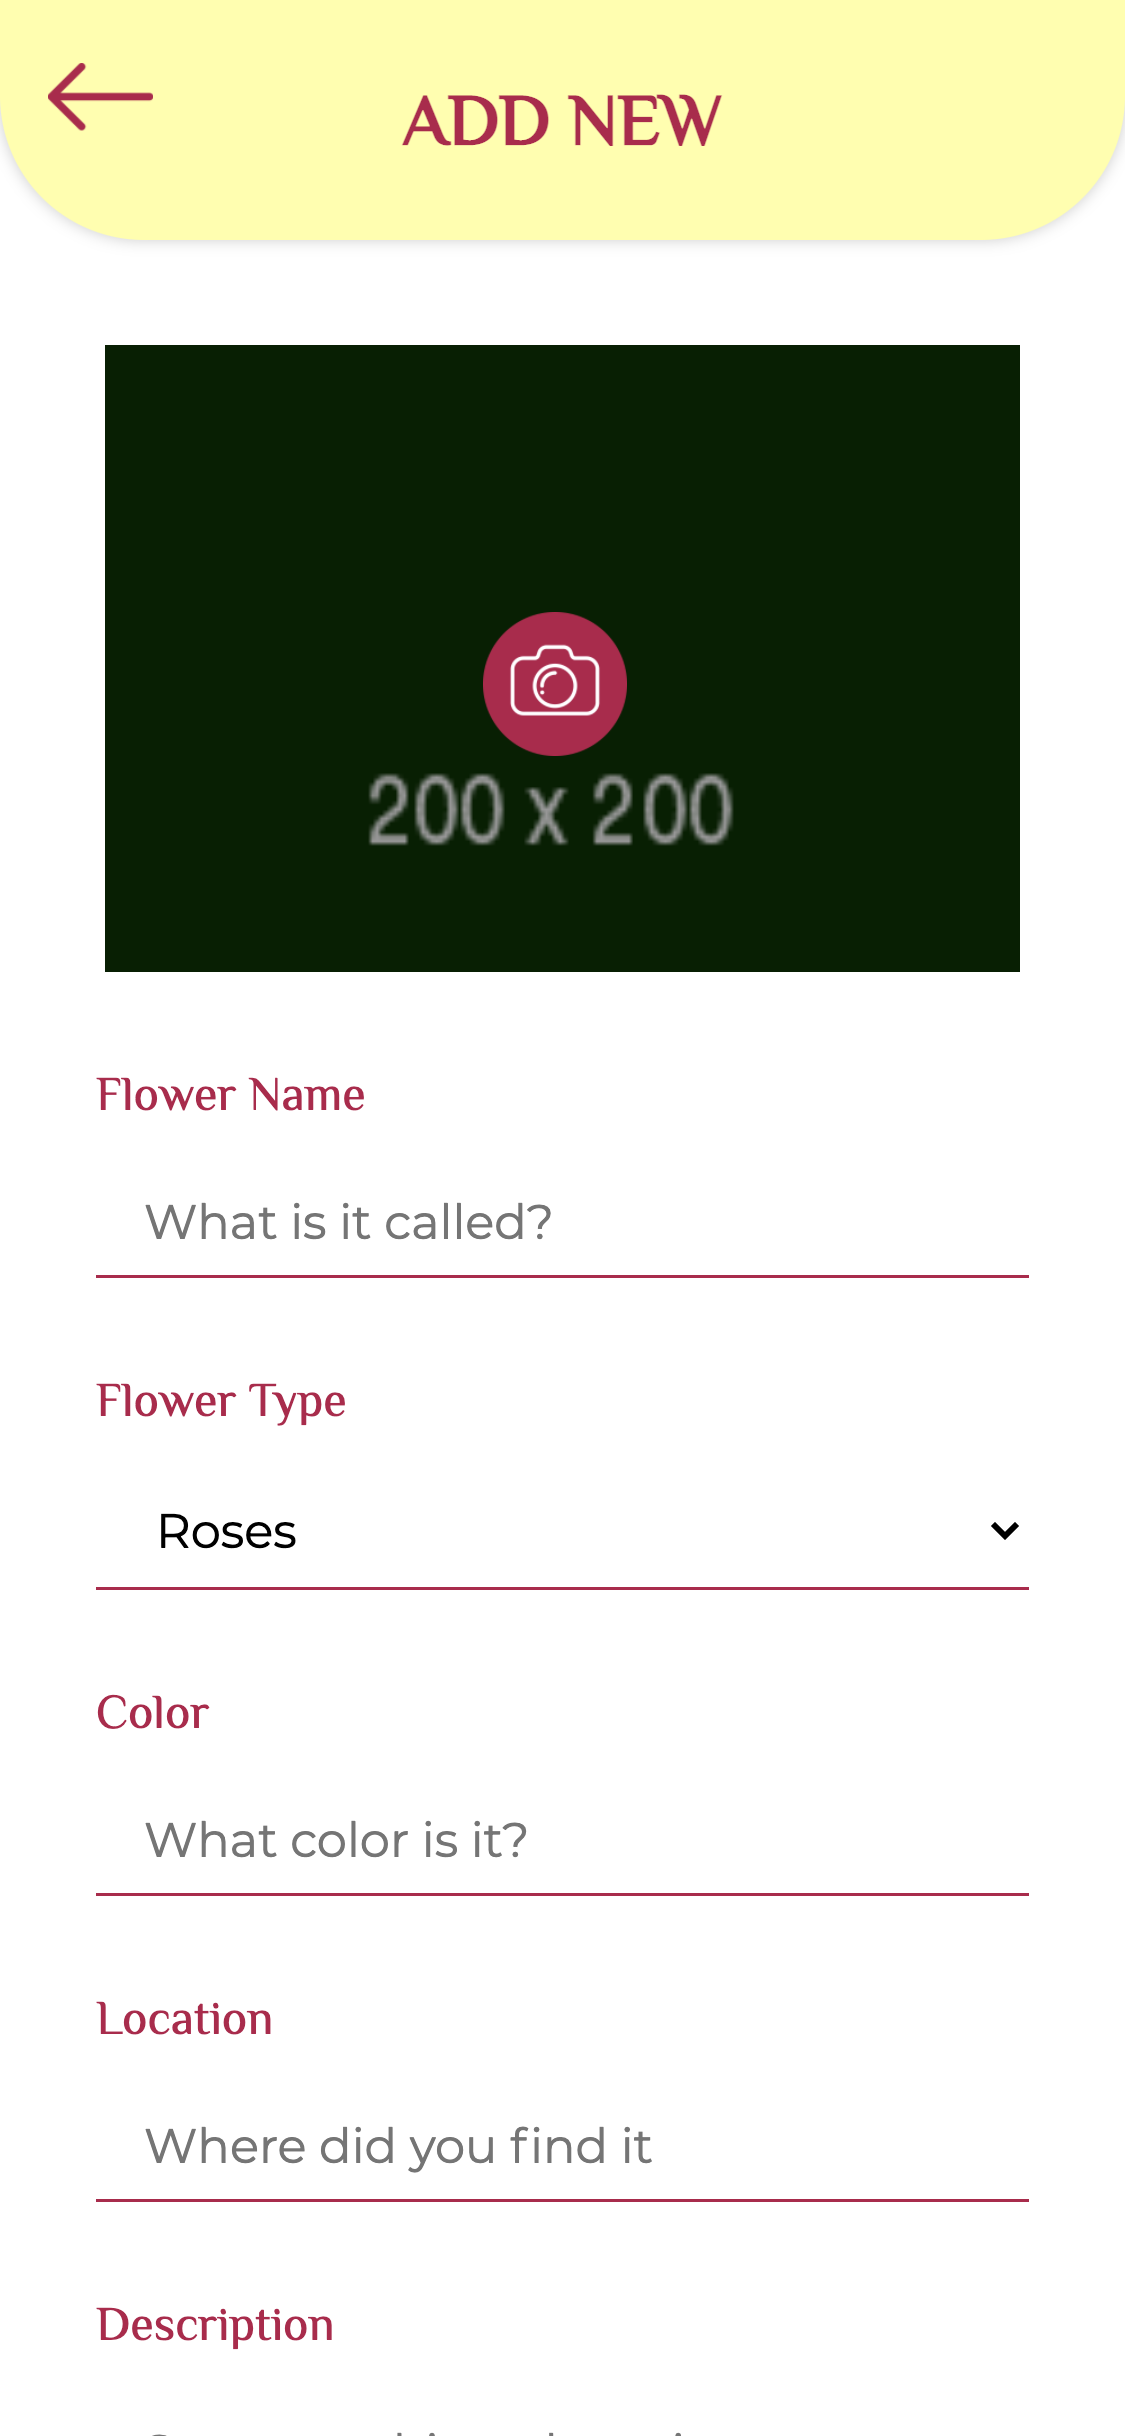 ADD NEW
200 x 200
Flower Name
What is it called?
Flower Type
Roses
Color
What color is it?
Location
Where did you find it
Description